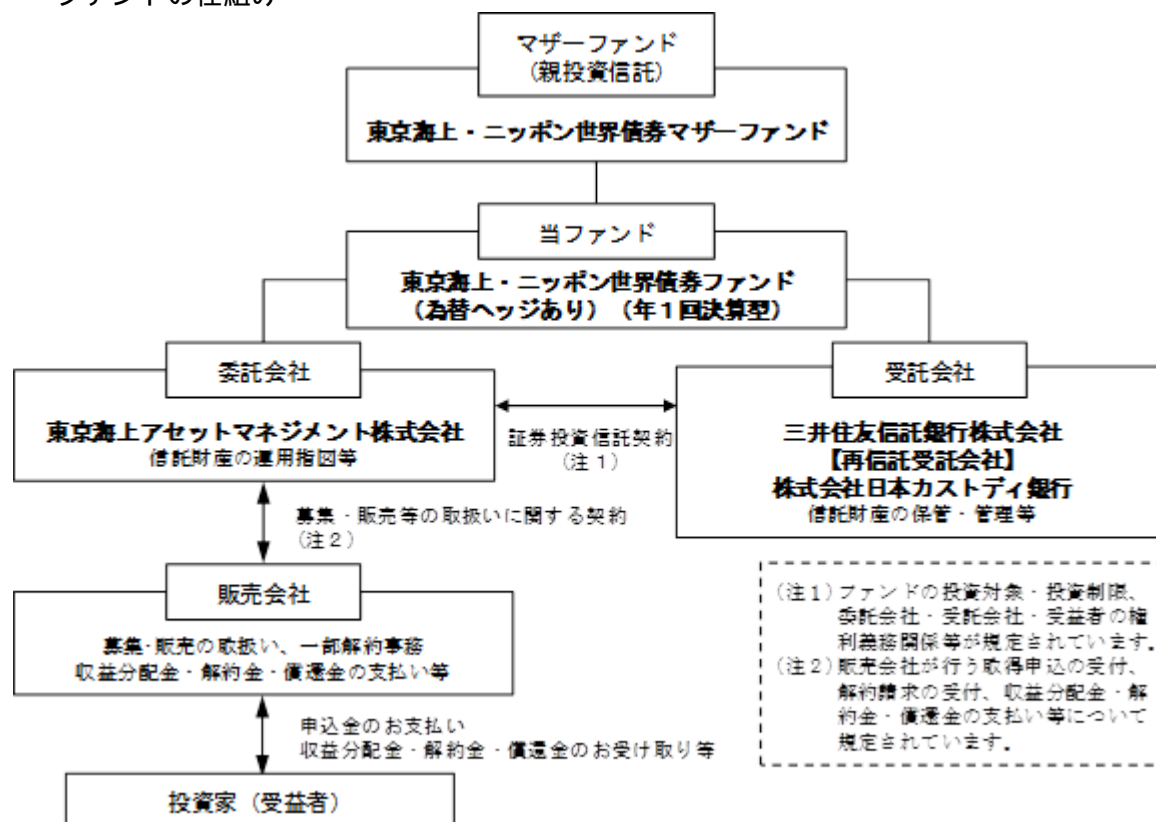 ファンドの仕組み
マザーファンド
(親投資信託)
東京海上・ニッポン世界債券マザーファンド
当ファンド
東京海上・ニッポン世界債券ファンド
(為替ヘッジあり)(年1回決算型)
委託会社
東京海上アセットマネジメント株式会社
信託財産の運用指図等
証券投資信託契約
(注1)
受託会社
三井住友信託銀行株式会社
【再信託受託会社】
株式会社日本カストディ銀行
信託財産の保管・管理等
募集・販売等の取扱いに関する契約
(注2)
販売会社
募集・販売の取扱い、一部解約事務
収益分配金・解約金・償還金の支払い等
(注1)ファンドの投資対象・投資制限、
委託会社・受託会社・受益者の権
利義務関係等が規定されています。
(注2)販売会社が行う取得申込の受付、
解約請求の受付、収益分配金・解
約金・償還金の支払い等について
規定されています。
申込金のお支払い
収益分配金・解約金・償還金のお受け取り等
投資家(受益者)